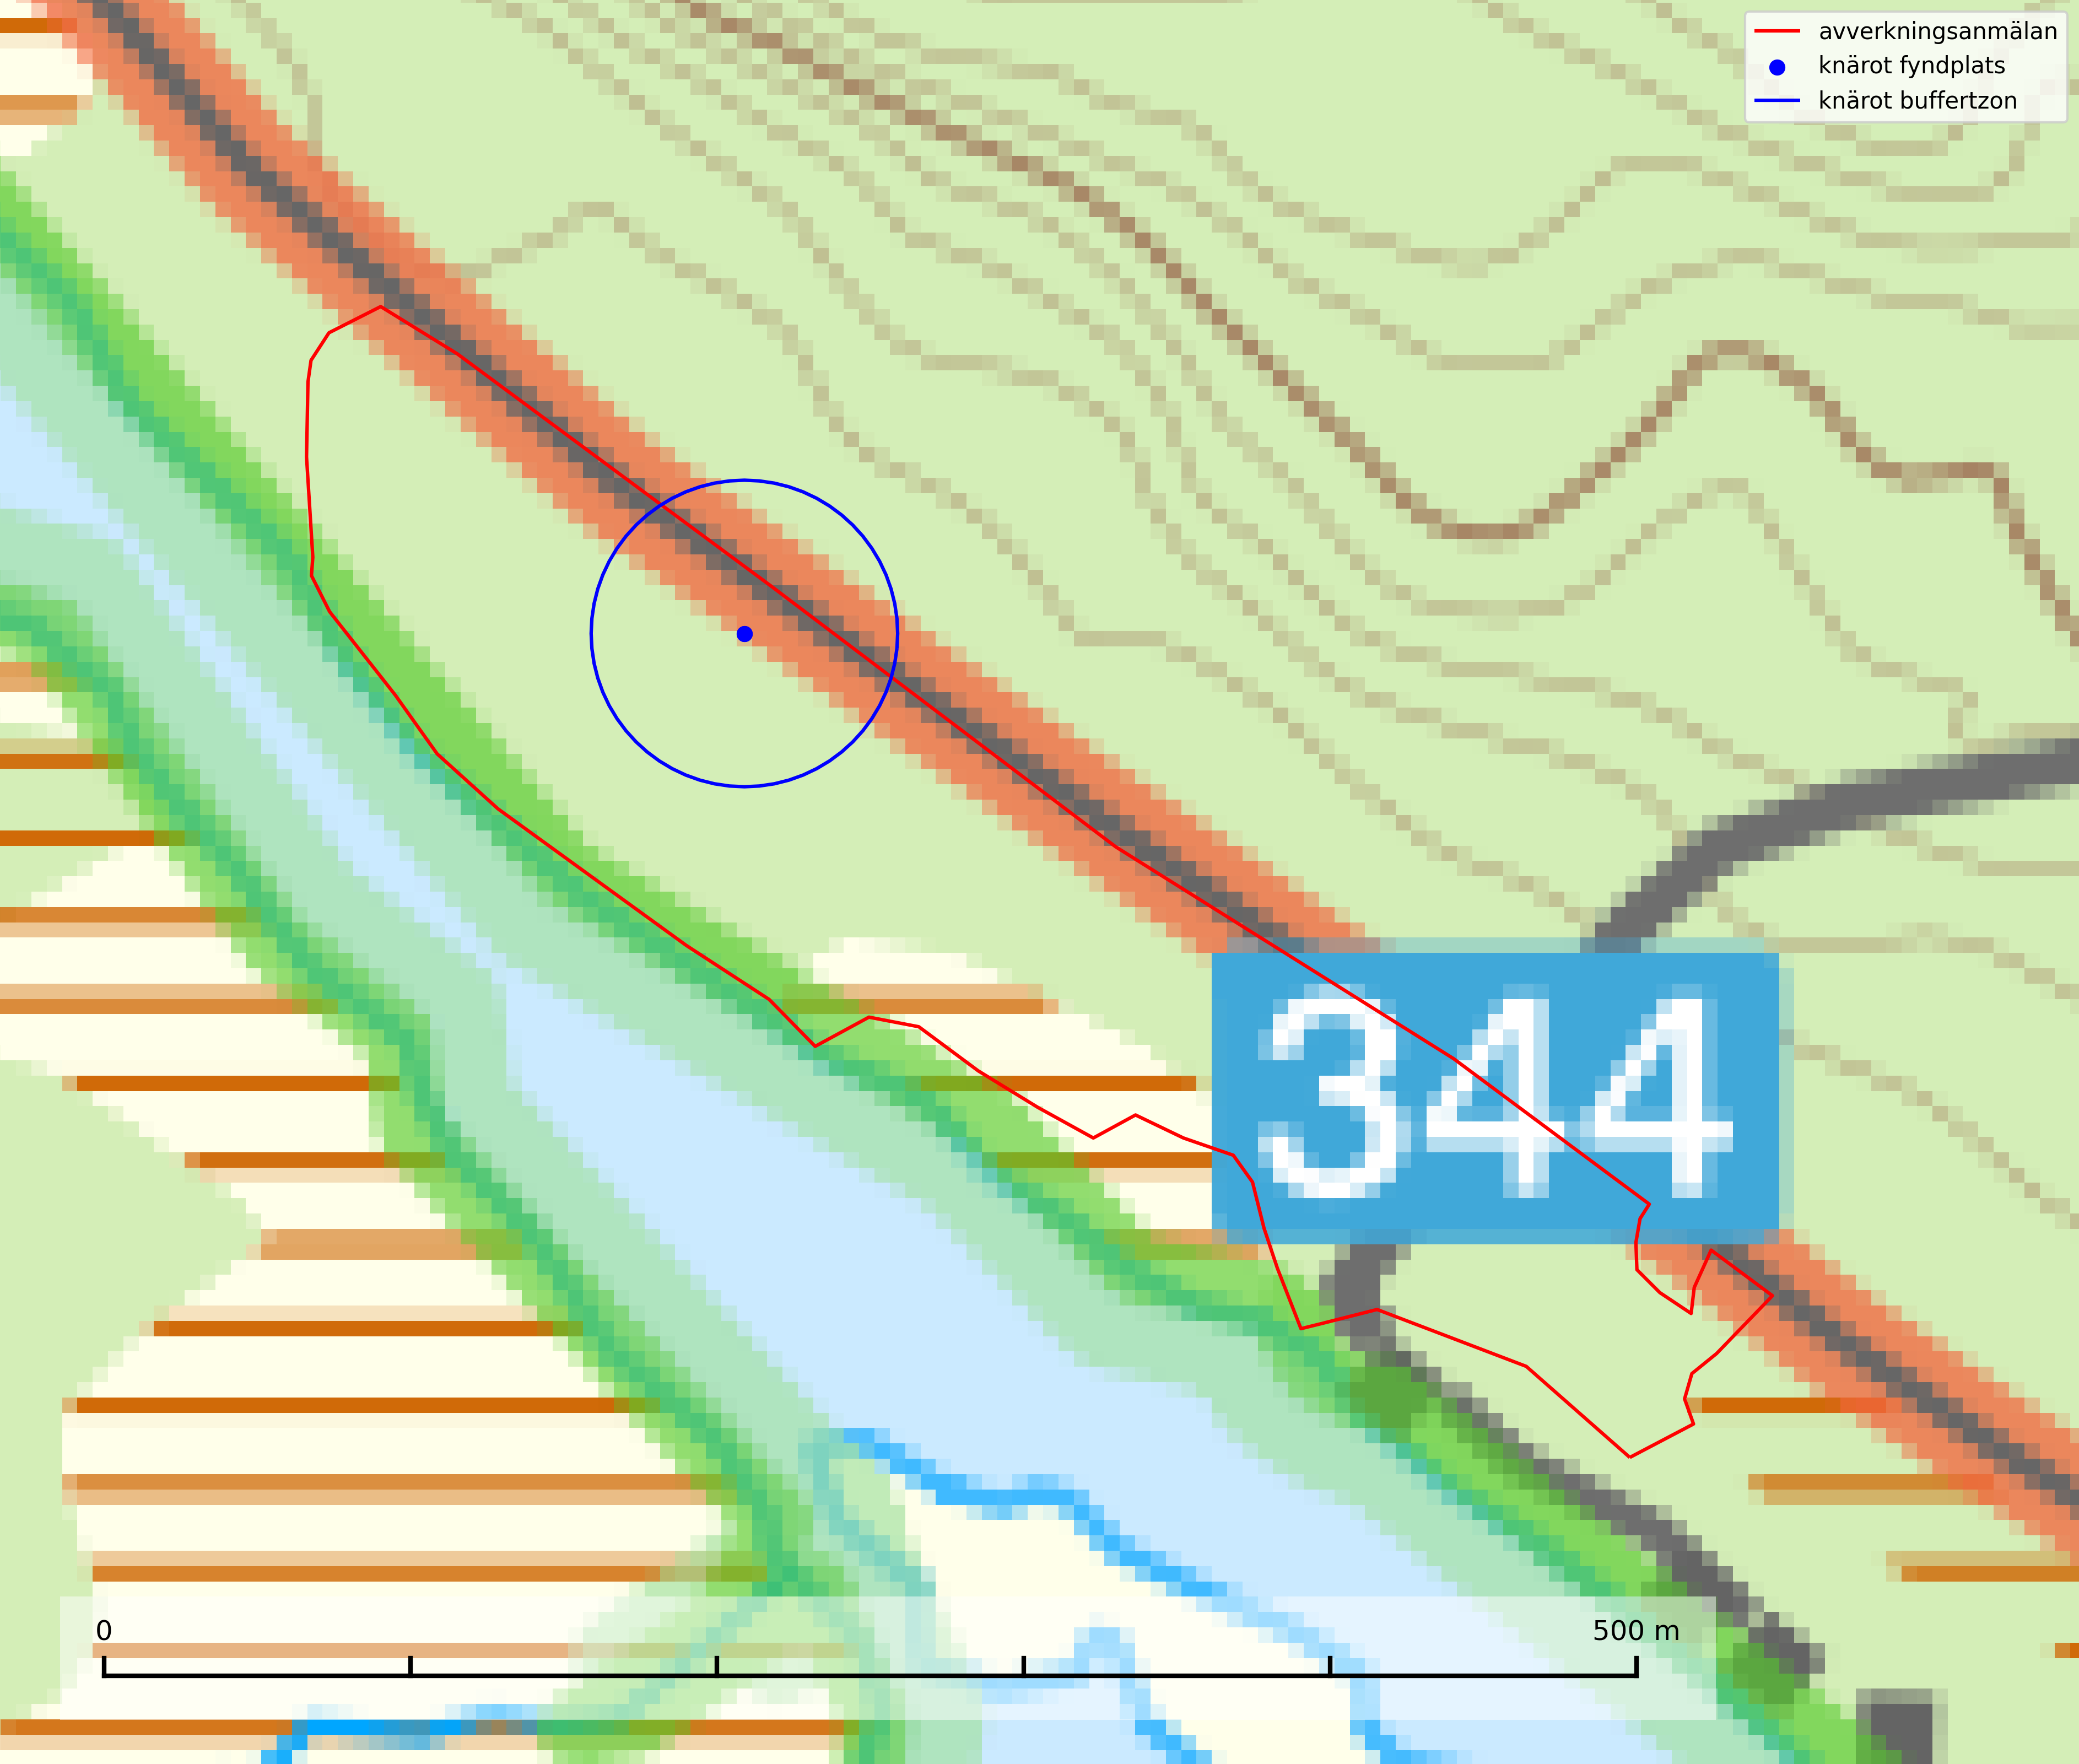 avverkningsanmälan
knärot fyndplats
knärot buffertzon
344
0
500 m